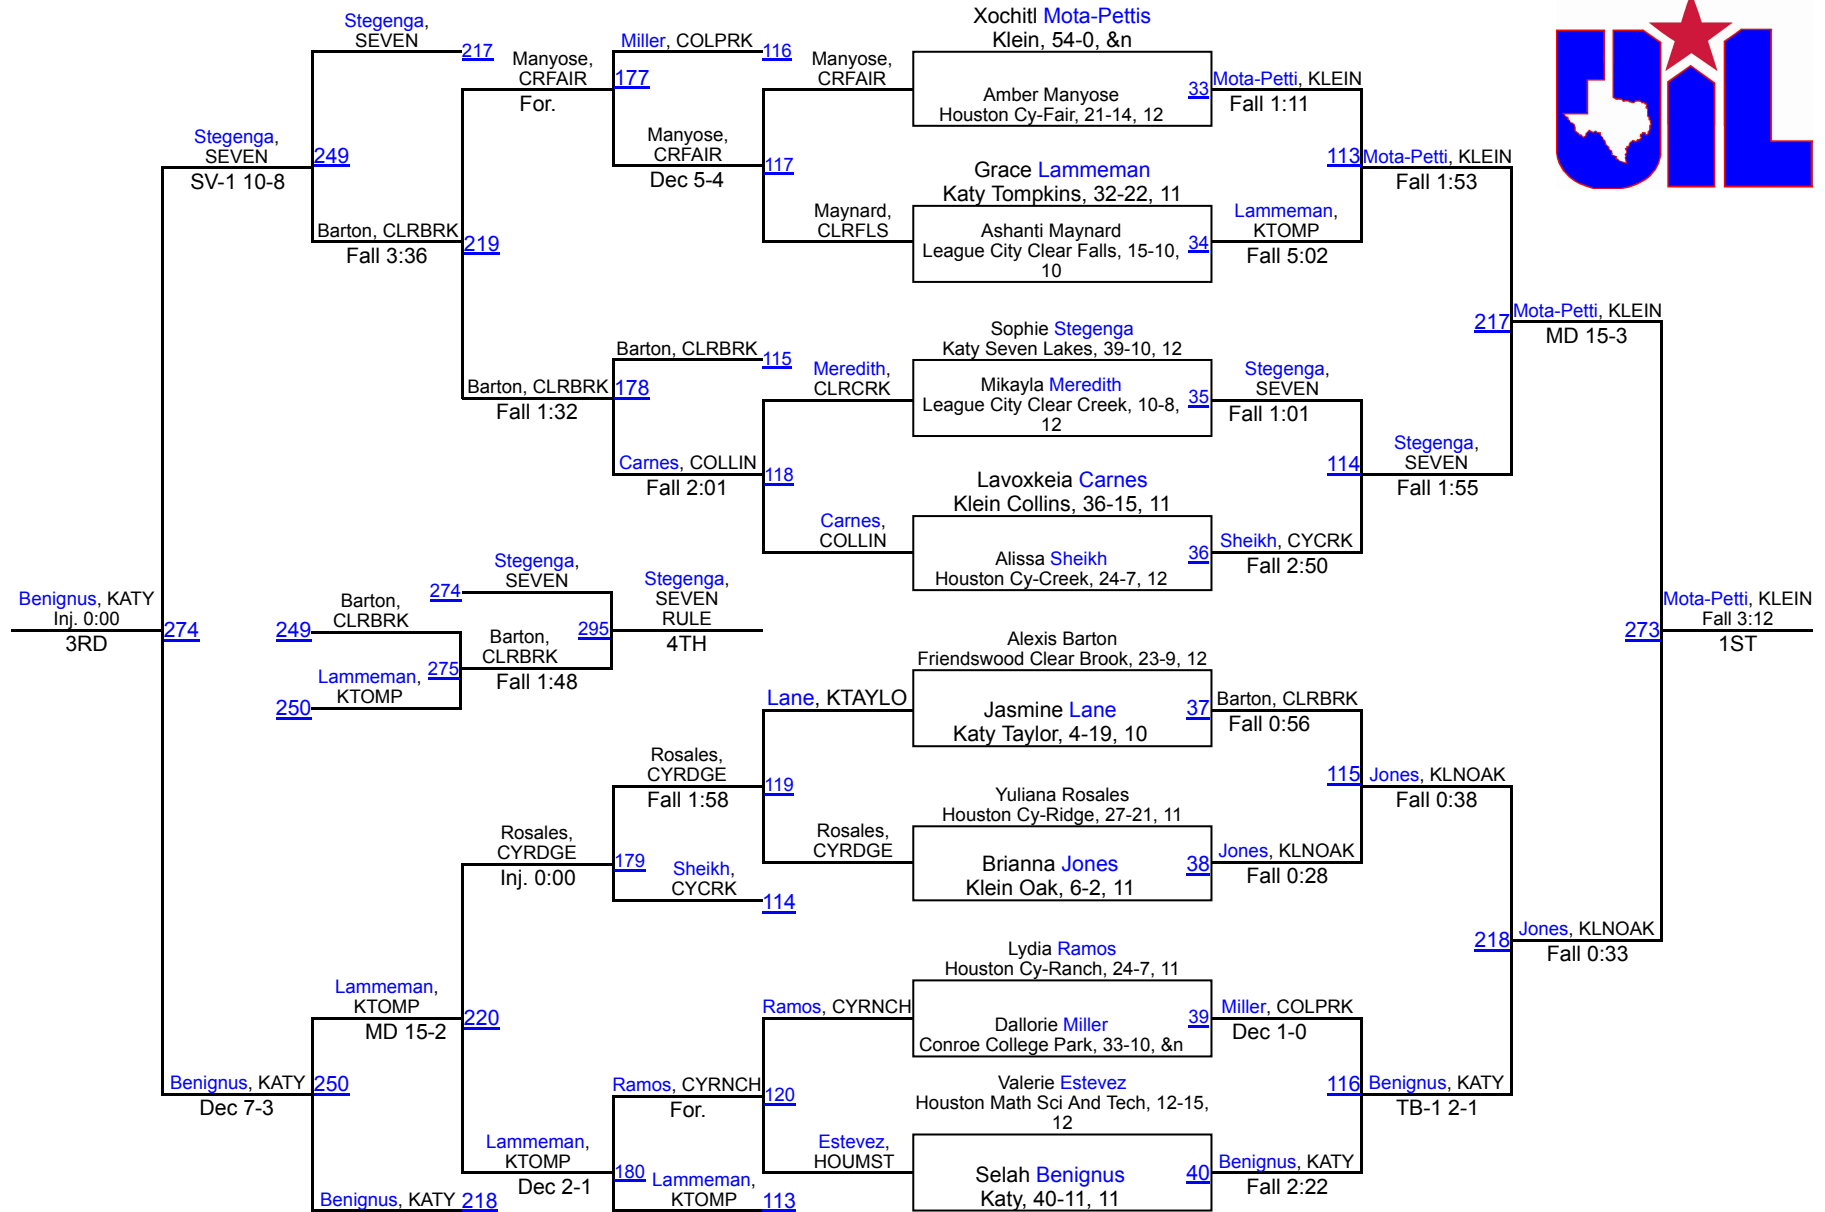 Stegenga,
SEVEN
217
Manyose,
CRFAIR
For.
Miller, COLPRK
116
177
Manyose,
CRFAIR
Xochitl Mota-Pettis
Klein, 54-0, &n
Amber Manyose
Houston Cy-Fair, 21-14, 12
33
Mota-Petti, KLEIN
Fall 1:11
UIL
Stegenga,
SEVEN
SV-1 10-8
249
Manyose,
CRFAIR
Dec 5-4
117
Grace Lammeman
Katy Tompkins, 32-22, 11
113
Mota-Petti, KLEIN
Fall 1:53
Barton, CLRBRK
Fall 3:36
219
Maynard,
CLRFLS
Ashanti Maynard
League City Clear Falls, 15-10,
10
34
Lammeman,
KTOMP
Fall 5:02
Sophie Stegenga
Katy Seven Lakes, 39-10, 12
217
Mota-Petti, KLEIN
MD 15-3
Barton, CLRBRK
115
Barton, CLRBRK
Fall 1:32
178
Meredith,
CLRCRK
Mikayla Meredith
League City Clear Creek, 10-8,
12
35
Stegenga,
SEVEN
Fall 1:01
Carnes, COLLIN
Fall 2:01
118
Lavoxkeia Carnes
Klein Collins, 36-15, 11
114
Stegenga,
SEVEN
Fall 1:55
Carnes,
COLLIN
Alissa Sheikh
Houston Cy-Creek, 24-7, 12
36
Sheikh, CYCRK
Fall 2:50
Benignus, KATY
Inj. 0:00
3RD
274
249
Barton,
CLRBRK
274
Stegenga,
SEVEN
Barton,
CLRBRK
Fall 1:48
295
Stegenga,
SEVEN
RULE
4TH
275
Lammeman,
KTOMP
250
273
Mota-Petti, KLEIN
Fall 3:12
1ST
Alexis Barton
Friendswood Clear Brook, 23-9, 12
Lane, KTAYLO
Jasmine Lane
Katy Taylor, 4-19, 10
37
Barton, CLRBRK
Fall 0:56
Rosales,
CYRDGE
Fall 1:58
119
Yuliana Rosales
Houston Cy-Ridge, 27-21, 11
115
Jones, KLNOAK
Fall 0:38
Rosales,
CYRDGE
Inj. 0:00
179
Sheikh,
CYCRK
114
Rosales,
CYRDGE
Brianna Jones
Klein Oak, 6-2, 11
38
Jones, KLNOAK
Fall 0:28
Lydia Ramos
Houston Cy-Ranch, 24-7, 11
218
Jones, KLNOAK
Fall 0:33
Lammeman,
KTOMP
MD 15-2
220
Ramos, CYRNCH
Dallorie Miller
Conroe College Park, 33-10, &n
39
Miller, COLPRK
Dec 1-0
Benignus, KATY
Dec 7-3
250
Ramos, CYRNCH
For.
120
Valerie Estevez
Houston Math Sci And Tech, 12-15,
12
116
Benignus, KATY
TB-1 2-1
Lammeman,
KTOMP
Dec 2-1
180
Estevez,
HOUMST
Selah Benignus
Katy, 40-11, 11
40
Benignus, KATY
Fall 2:22
Benignus, KATY
218
Lammeman,
KTOMP
113